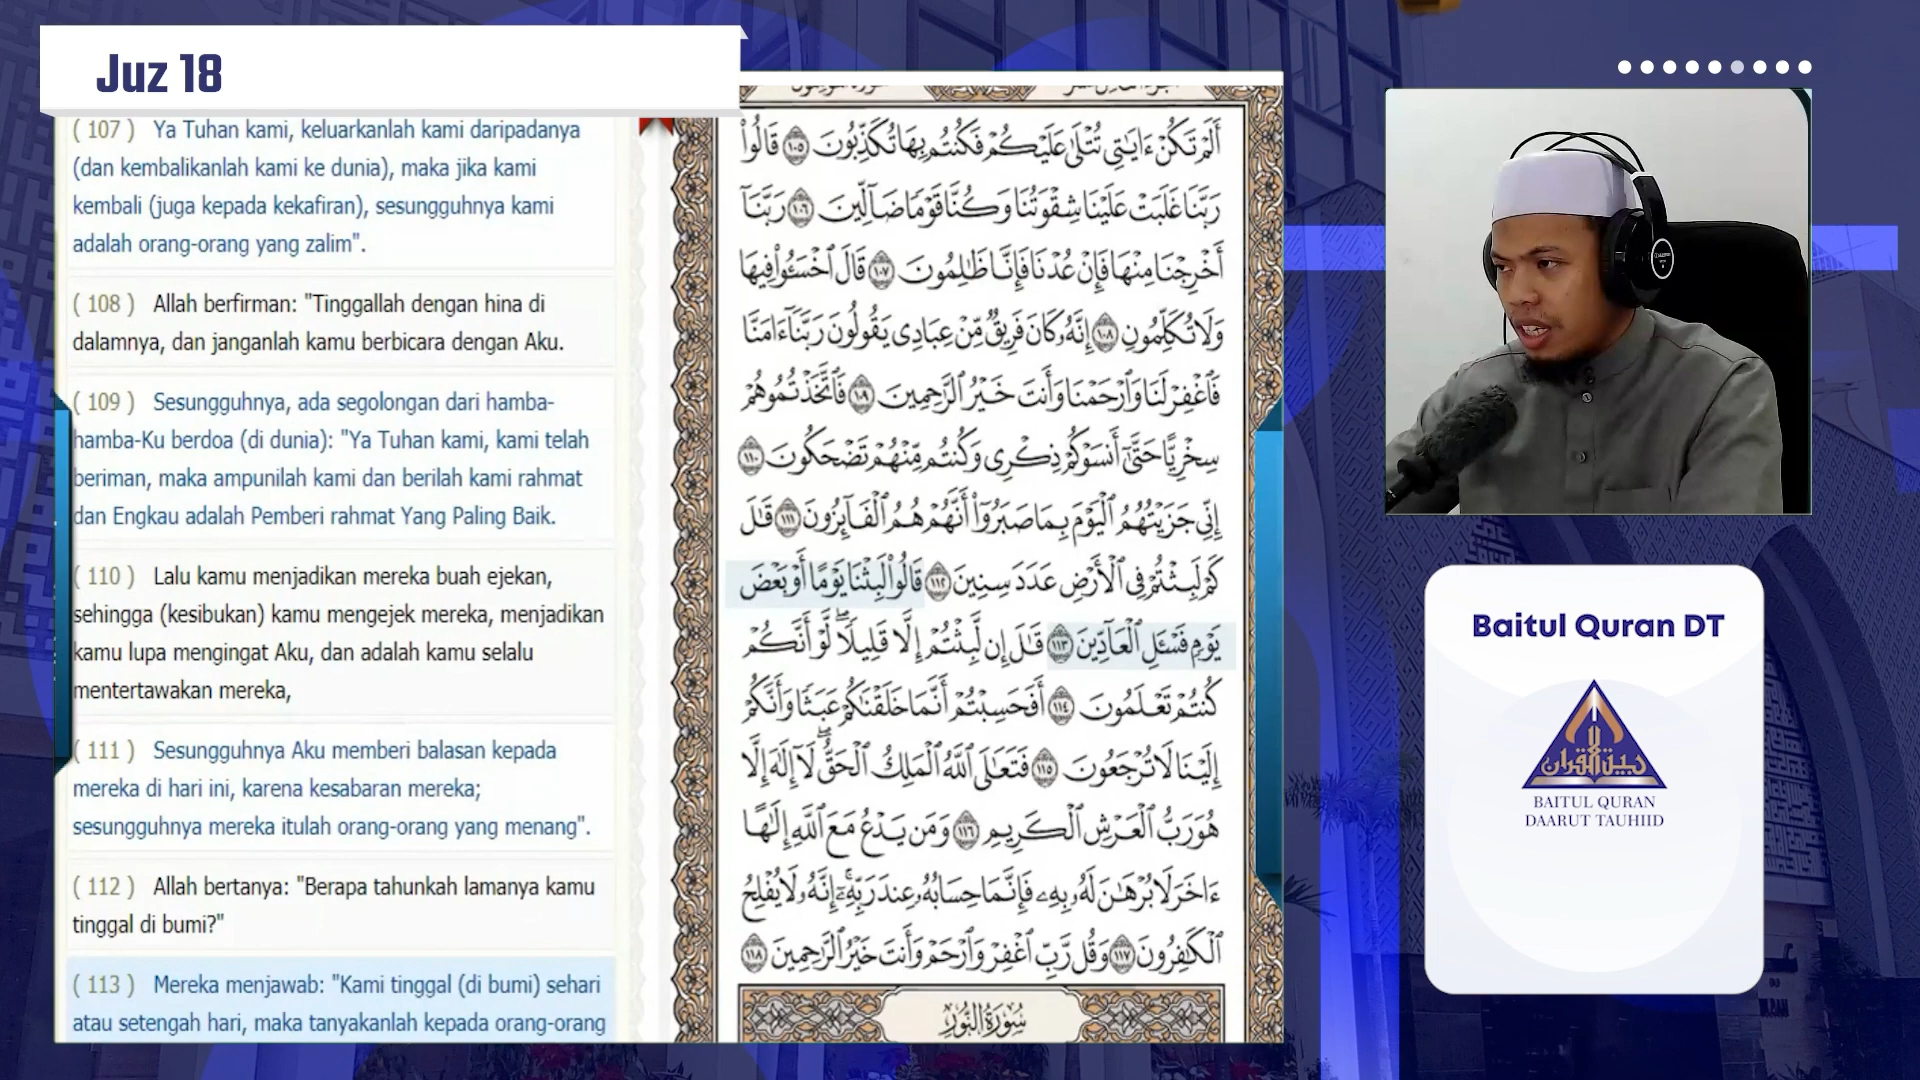 Juz 18
( 107 ) Ya Tuhan kami, keluarkanlah kami daripadanya
(dan kembalikanlah kami ke dunia), maka jika kami
kembali (juga kepada kekafiran), sesungguhnya kami
adalah orang-orang yang zalim".
( 108 ) Allah berfirman: "Tinggallah dengan hina di
dalamnya, dan janganlah kamu berbicara dengan Aku.
( 109 ) Sesungguhnya, ada segolongan dari hamba-
hamba-Ku berdoa (di dunia): "Ya Tuhan kami, kami telah
beriman, maka ampunilah kami dan berilah kami rahmat
dan Engkau adalah Pemberi rahmat Yang Paling Baik.
( 110 ) Lalu kamu menjadikan mereka buah ejekan,
sehingga (kesibukan) kamu mengejek mereka, menjadikan
kamu lupa mengingat Aku, dan adalah kamu selalu
mentertawakan mereka,
( 111 ) Sesungguhnya Aku memberi balasan kepada
mereka di hari ini, karena kesabaran mereka;
sesungguhnya mereka itulah orang-orang yang menang".
( 112 ) Allah bertanya: "Berapa tahunkah lamanya kamu
tinggal di bumi?"
( 113 ) Mereka menjawab: "Kami tinggal (di bumi) sehari
atau setengah hari, maka tanyakanlah kepada orang-orang
أَلَمْ تَكُنْ ءَايَـٰتِى تُتْلَىٰ عَلَيْكُمْ فَكُنتُم بِهَا تُكَذِّبُونَ ١٠٥ قَالُوا۟
رَبَّنَا غَلَبَتْ عَلَيْنَا شِقْوَتُنَا وَكُنَّا قَوْمًا ضَآلِّينَ ١٠٦ رَبَّنَآ
أَخْرِجْنَا مِنْهَا فَإِنْ عُدْنَا فَإِنَّا ظَـٰلِمُونَ ١٠٧ قَالَ ٱخْسَـُٔوا۟ فِيهَا
وَلَا تُكَلِّمُونِ ١٠٨ إِنَّهُۥ كَانَ فَرِيقٌ مِّنْ عِبَادِى يَقُولُونَ رَبَّنَآ ءَامَنَّا
فَٱغْفِرْ لَنَا وَٱرْحَمْنَا وَأَنتَ خَيْرُ ٱلرَّٰحِمِينَ ١٠٩ فَٱتَّخَذْتُمُوهُمْ
سِخْرِيًّا حَتَّىٰٓ أَنسَوْكُمْ ذِكْرِى وَكُنتُم مِّنْهُمْ تَضْحَكُونَ ١١٠
إِنِّى جَزَيْتُهُمُ ٱلْيَوْمَ بِمَا صَبَرُوٓا۟ أَنَّهُمْ هُمُ ٱلْفَآئِزُونَ ١١١ قَـٰلَ
كَمْ لَبِثْتُمْ فِى ٱلْأَرْضِ عَدَدَ سِنِينَ ١١٢ قَالُوا۟ لَبِثْنَا يَوْمًا أَوْ بَعْضَ
يَوْمٍ فَسْـَٔلِ ٱلْعَآدِّينَ ١١٣ قَـٰلَ إِن لَّبِثْتُمْ إِلَّا قَلِيلًا ۖ لَّوْ أَنَّكُمْ
كُنتُمْ تَعْلَمُونَ ١١٤ أَفَحَسِبْتُمْ أَنَّمَا خَلَقْنَـٰكُمْ عَبَثًا وَأَنَّكُمْ
إِلَيْنَا لَا تُرْجَعُونَ ١١٥ فَتَعَـٰلَى ٱللَّهُ ٱلْمَلِكُ ٱلْحَقُّ ۖ لَآ إِلَـٰهَ إِلَّا
هُوَ رَبُّ ٱلْعَرْشِ ٱلْكَرِيمِ ١١٦ وَمَن يَدْعُ مَعَ ٱللَّهِ إِلَـٰهًا
ءَاخَرَ لَا بُرْهَـٰنَ لَهُۥ بِهِۦ فَإِنَّمَا حِسَابُهُۥ عِندَ رَبِّهِۦٓ ۚ إِنَّهُۥ لَا يُفْلِحُ
ٱلْكَـٰفِرُونَ ١١٧ وَقُل رَّبِّ ٱغْفِرْ وَٱرْحَمْ وَأَنتَ خَيْرُ ٱلرَّٰحِمِينَ ١١٨
سُورَةُ النُّورِ
Baitul Quran DT
بيت القرآن
BAITUL QURAN
DAARUT TAUHIID